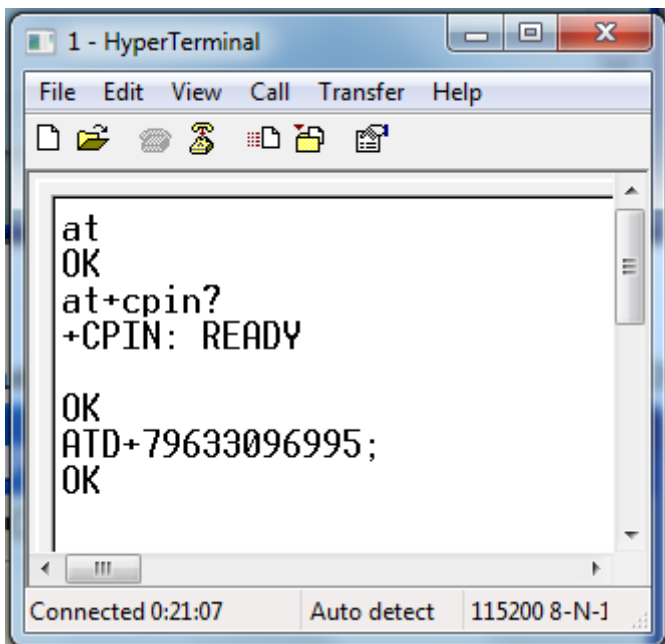 1 - HyperTerminal
File Edit View Call Transfer Help
at
OK
at+cpin?
+CPIN: READY
OK
ATD+79633096995;
OK
Connected 0:21:07 Auto detect 115200 8-N-1